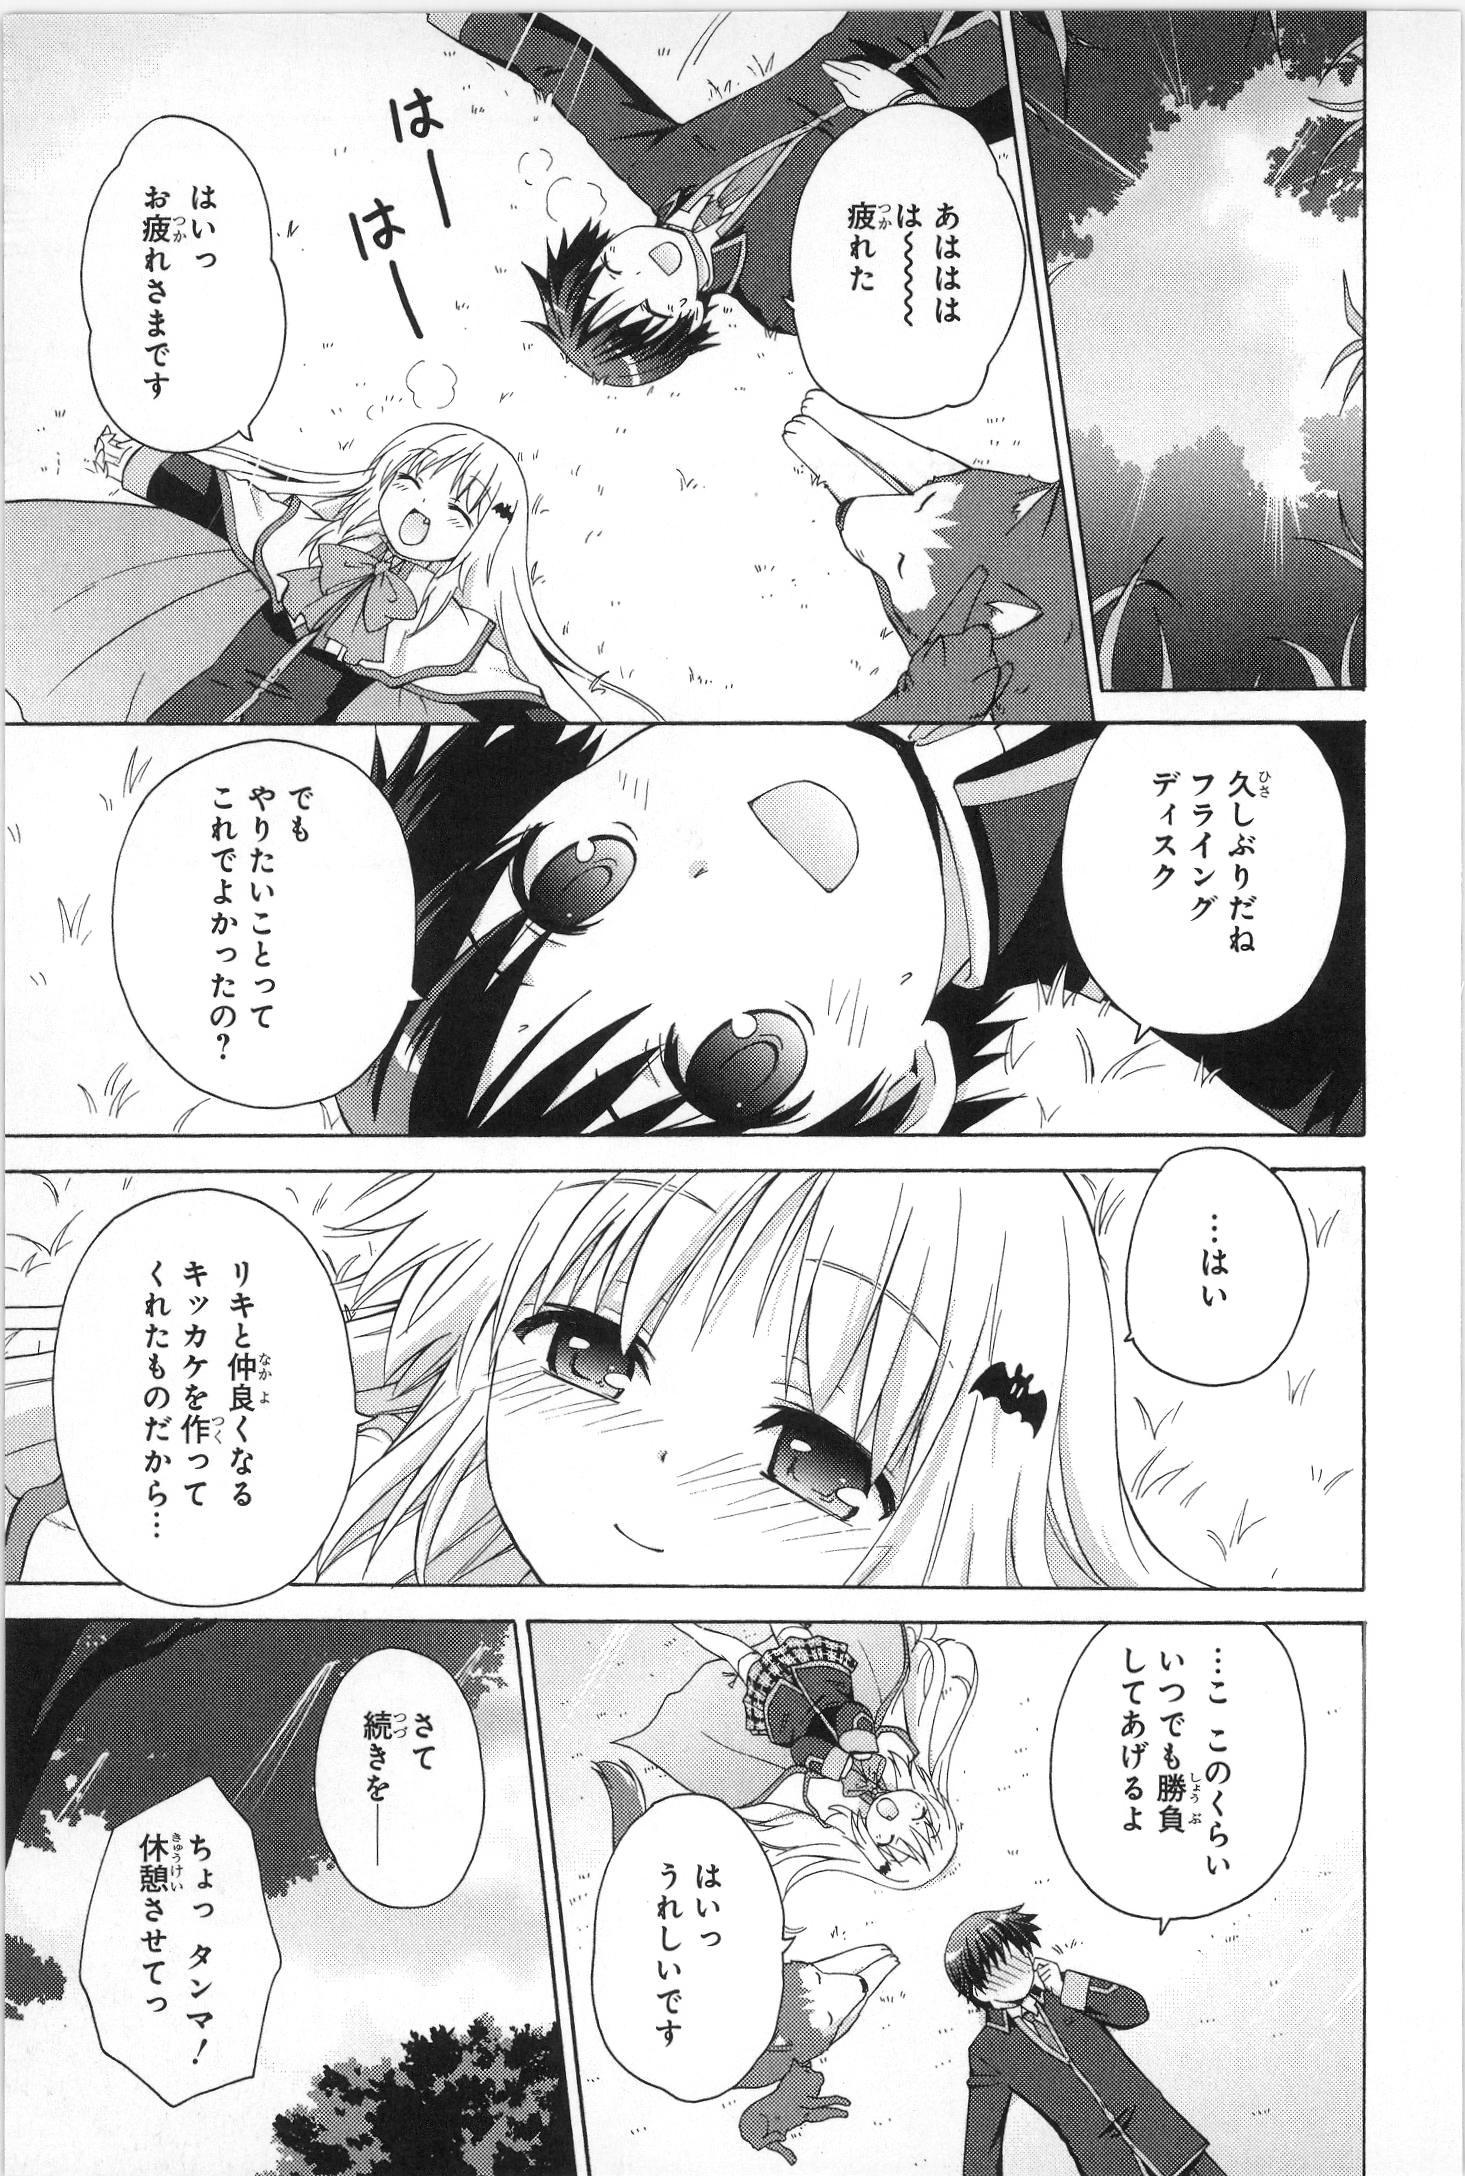 あははは
は～～～～
疲れた
はー
はー
はいっ
お疲れさまです
久しぶりだね
フライング
ディスク
でも
やりたいことって
これでよかったの？
…はい
リキと仲良くなる
キッカケを作って
くれたものだから…
…こ このくらい
いつでも勝負
してあげるよ
はいっ
うれしいです
さて
続きを――
ちょっ タンマ！
休憩させてっ